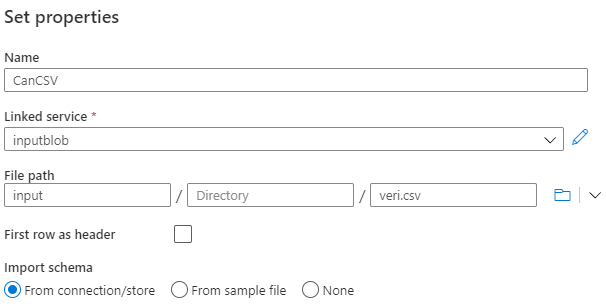 Set properties
Name
CanCSV
Linked service *
inputblob
File path
input / Directory / veri.csv
First row as header
Import schema
From connection/store From sample file None